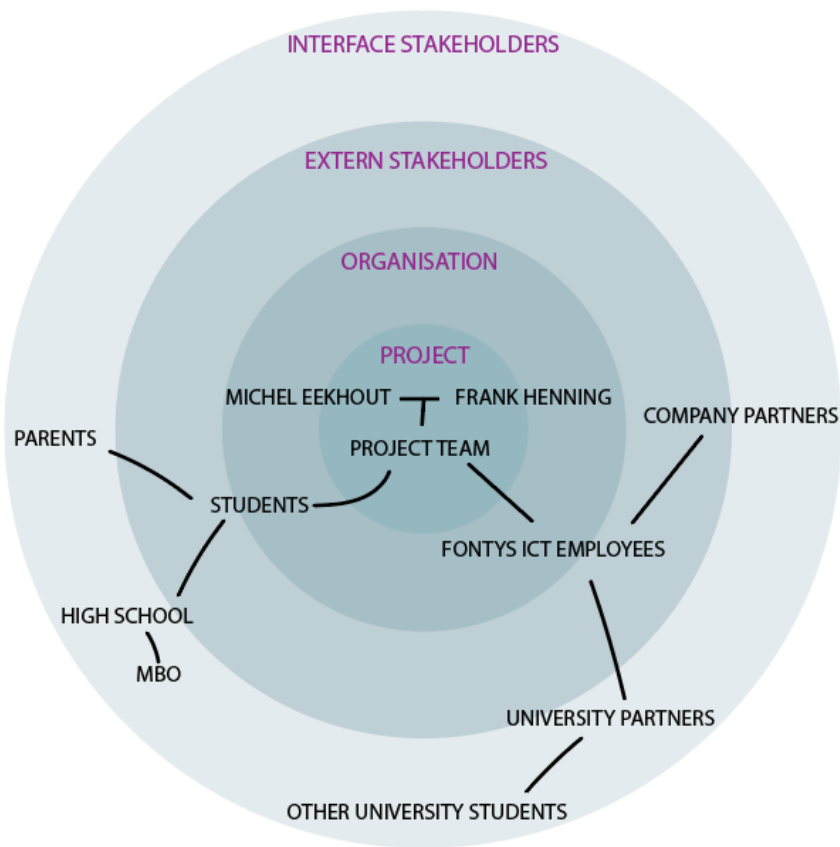 INTERFACE STAKEHOLDERS
EXTERN STAKEHOLDERS
ORGANISATION
PROJECT
MICHEL EEKHOUT
FRANK HENNING
COMPANY PARTNERS
PARENTS
PROJECT TEAM
STUDENTS
FONTYS ICT EMPLOYEES
HIGH SCHOOL
MBO
UNIVERSITY PARTNERS
OTHER UNIVERSITY STUDENTS